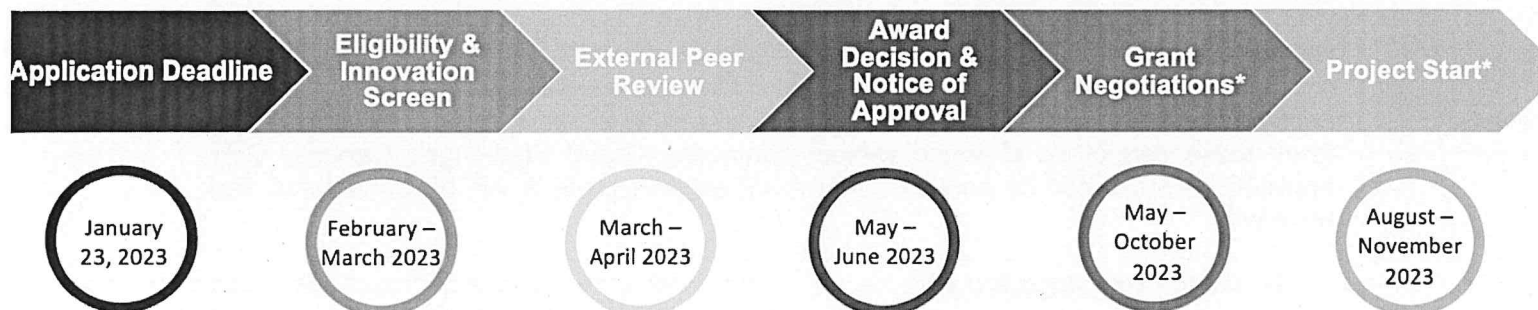 Application Deadline
Eligibility &
Innovation
Screen
External Peer
Review
Award
Decision &
Notice of
Approval
Grant
Negotiations*
Project Start*
January
23, 2023
February –
March 2023
March –
April 2023
May –
June 2023
May –
October
2023
August –
November
2023